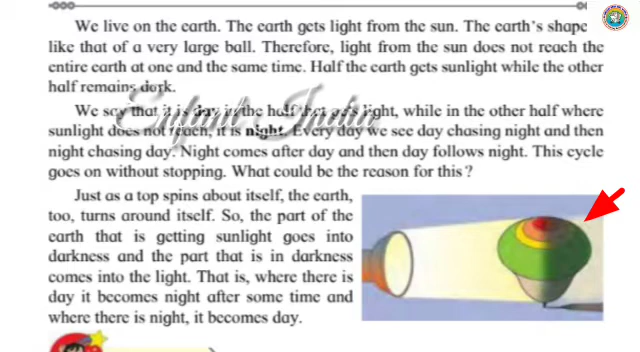 We live on the earth. The earth gets light from the sun. The earth's shape
like that of a very large ball. Therefore, light from the sun does not reach the
entire earth at one and the same time. Half the earth gets sunlight while the other
half remains dark.
We say that it is day in the half that gets light, while in the other half where
sunlight does not reach, it is night. Every day we see day chasing night and then
night chasing day. Night comes after day and then day follows night. This cycle
goes on without stopping. What could be the reason for this ?
Just as a top spins about itself, the earth,
too, turns around itself. So, the part of the
earth that is getting sunlight goes into
darkness and the part that is in darkness
comes into the light. That is, where there is
day it becomes night after some time and
where there is night, it becomes day.
Enfinl India